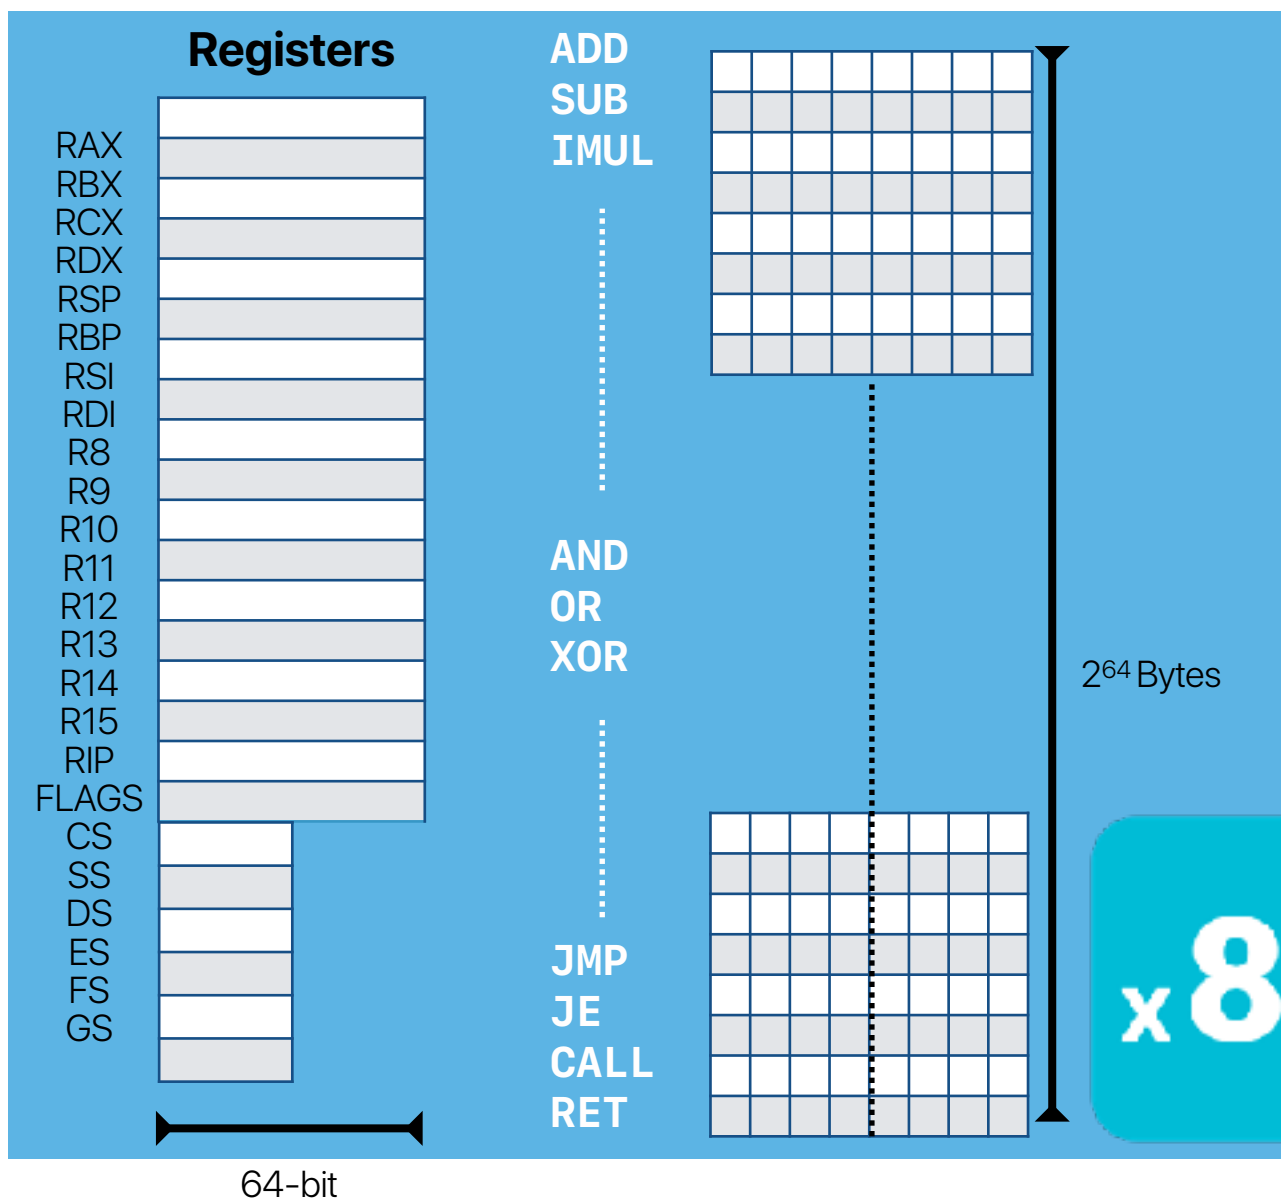 Registers
RAX
RBX
RCX
RDX
RSP
RBP
RSI
RDI
R8
R9
R10
R11
R12
R13
R14
R15
RIP
FLAGS
CS
SS
DS
ES
FS
GS
64-bit
ADD
SUB
IMUL
AND
OR
XOR
JMP
JE
CALL
RET
2⁶⁴ Bytes
x 8